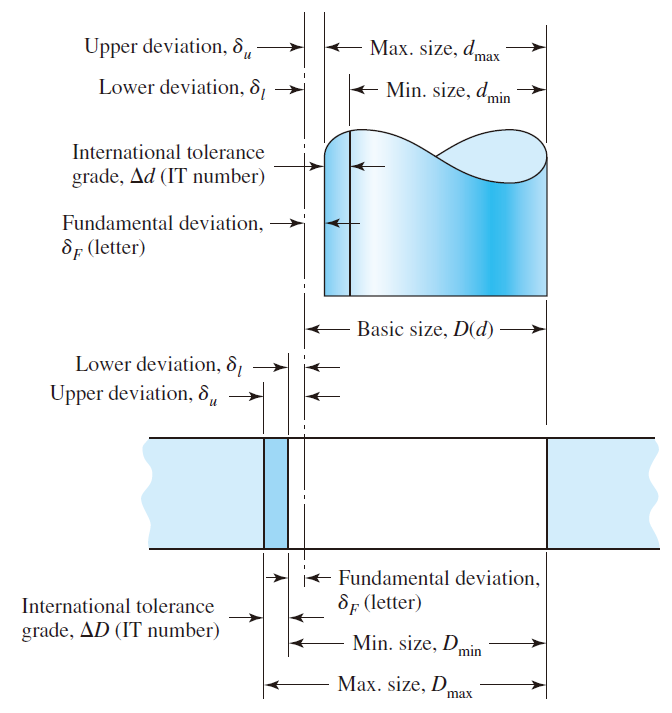 Upper deviation, δu
Max. size, dmax
Lower deviation, δl
Min. size, dmin
International tolerance
grade, Δd (IT number)
Fundamental deviation,
δF (letter)
Basic size, D(d)
Lower deviation, δl
Upper deviation, δu
Fundamental deviation,
δF (letter)
International tolerance
grade, ΔD (IT number)
Min. size, Dmin
Max. size, Dmax